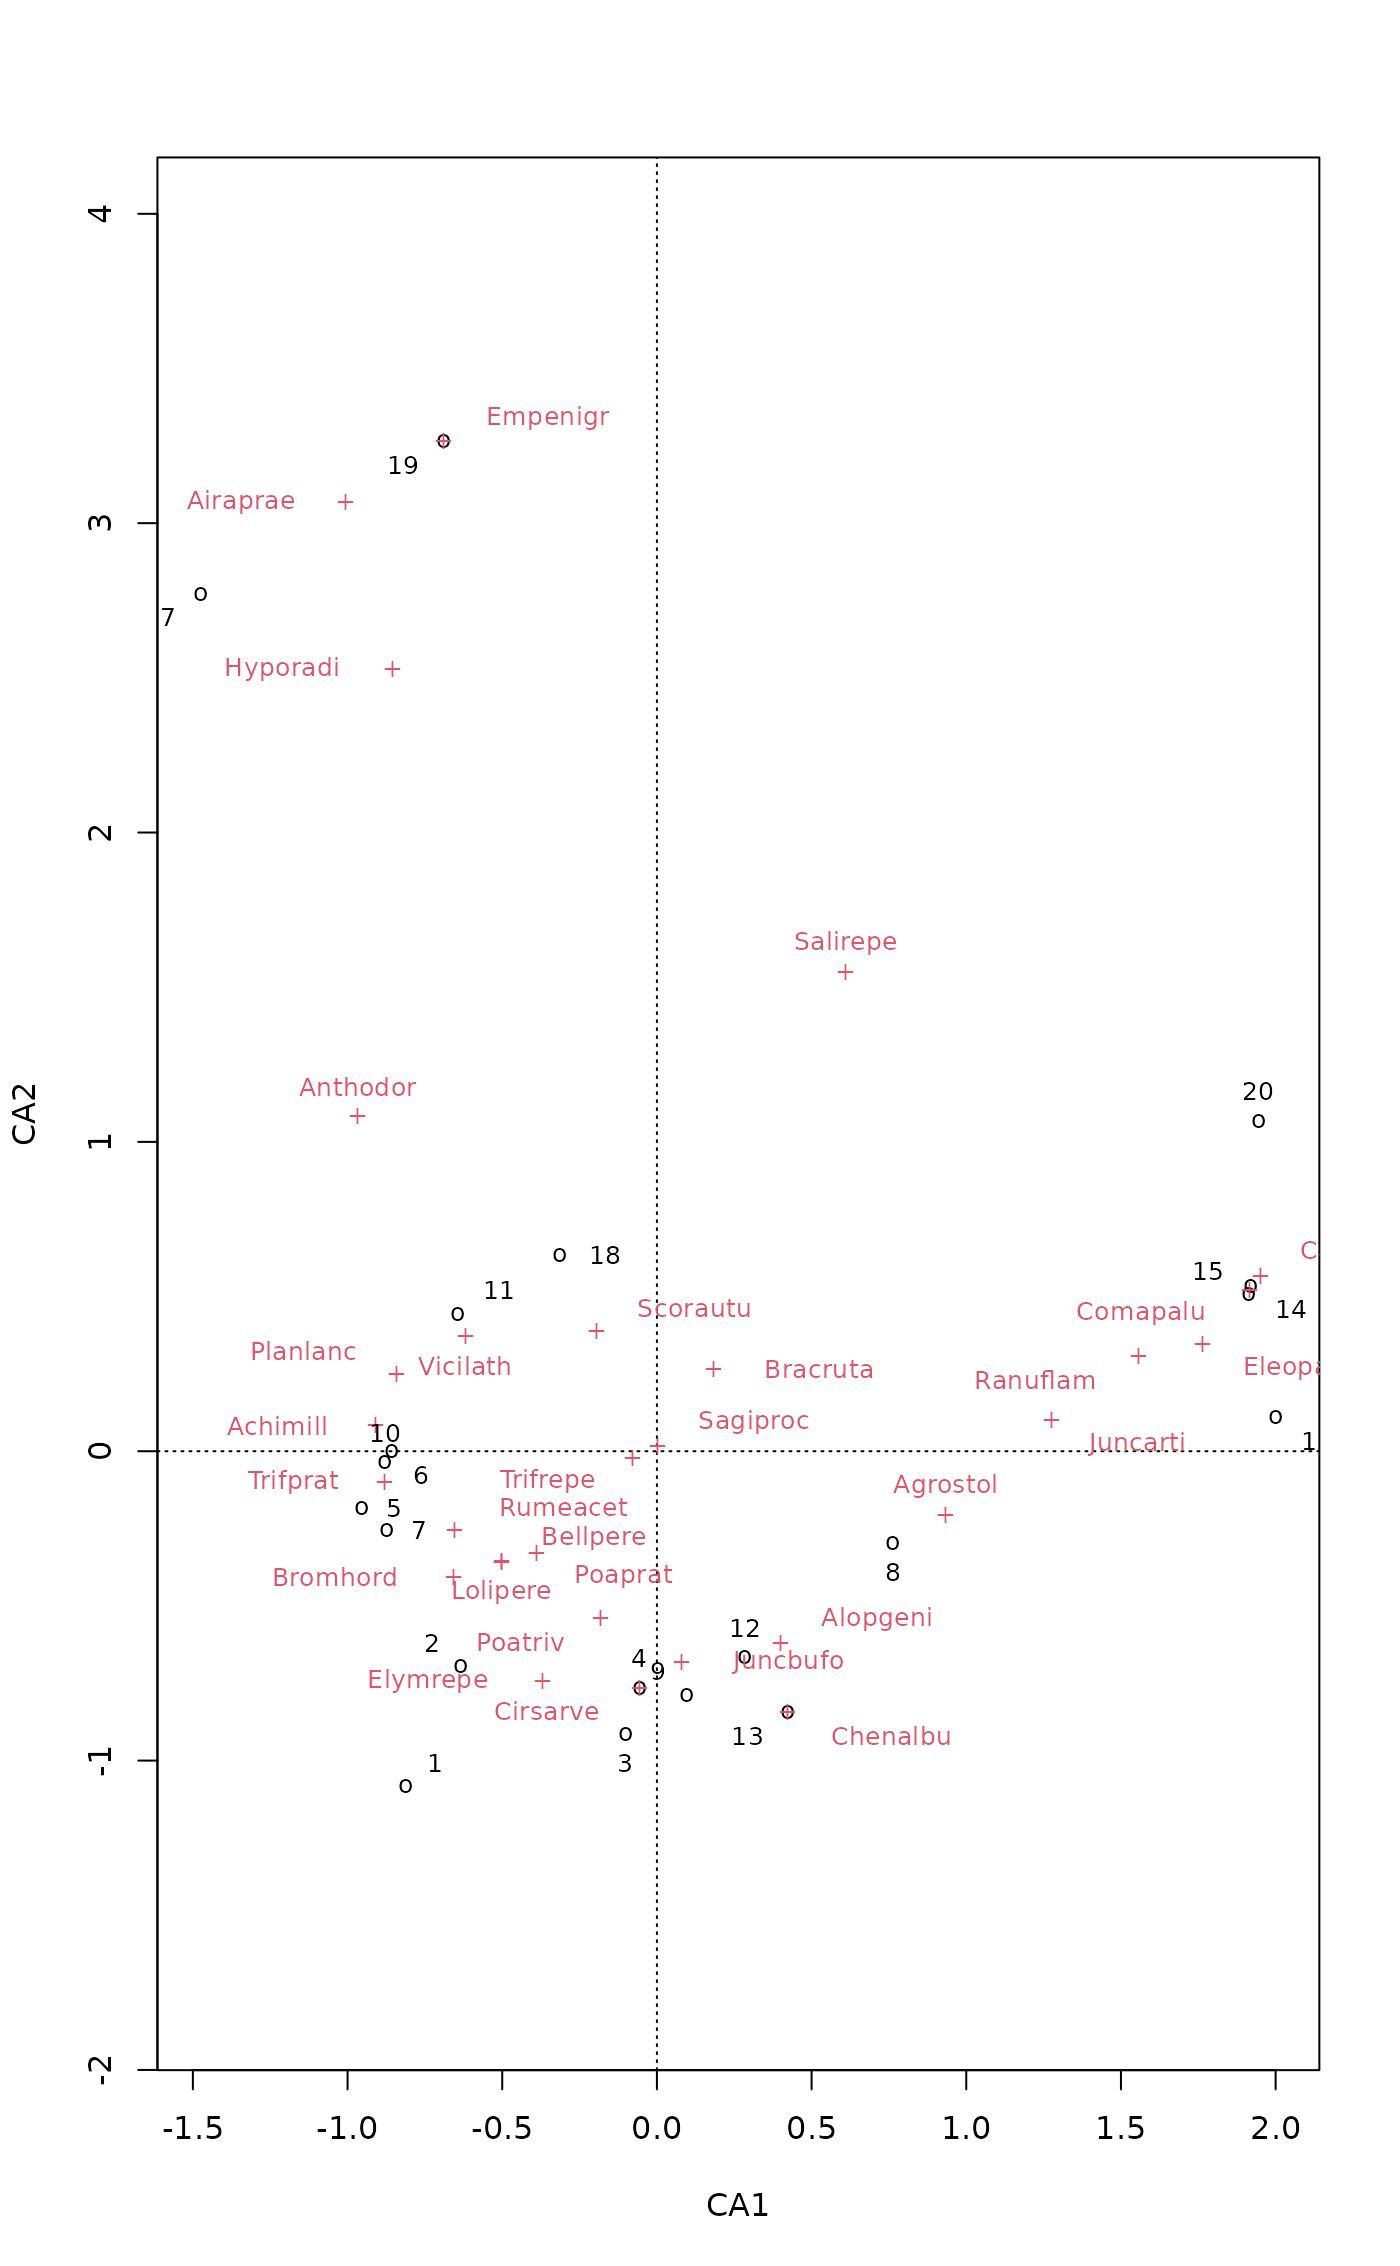 4
Empenigr
19
Airaprae
3
7
Hyporadi
2
Salirepe
Anthodor
20
1
CA2
18
C
15
11
Scorautu
14
Comapalu
Planlanc
Vicilath
Bracruta
Eleopa
Ranuflam
Sagiproc
Achimill
10
1
Juncarti
0
6
Trifprat
Trifrepe
Agrostol
5
Rumeacet
7
Bellpere
8
Bromhord
Poaprat
Lolipere
Alopgeni
12
2
Poatriv
4
Juncbufo
9
Elymrepe
Cirsarve
13
Chenalbu
-1
1
3
-2
-1.5 -1.0 -0.5 0.0 0.5 1.0 1.5 2.0
CA1